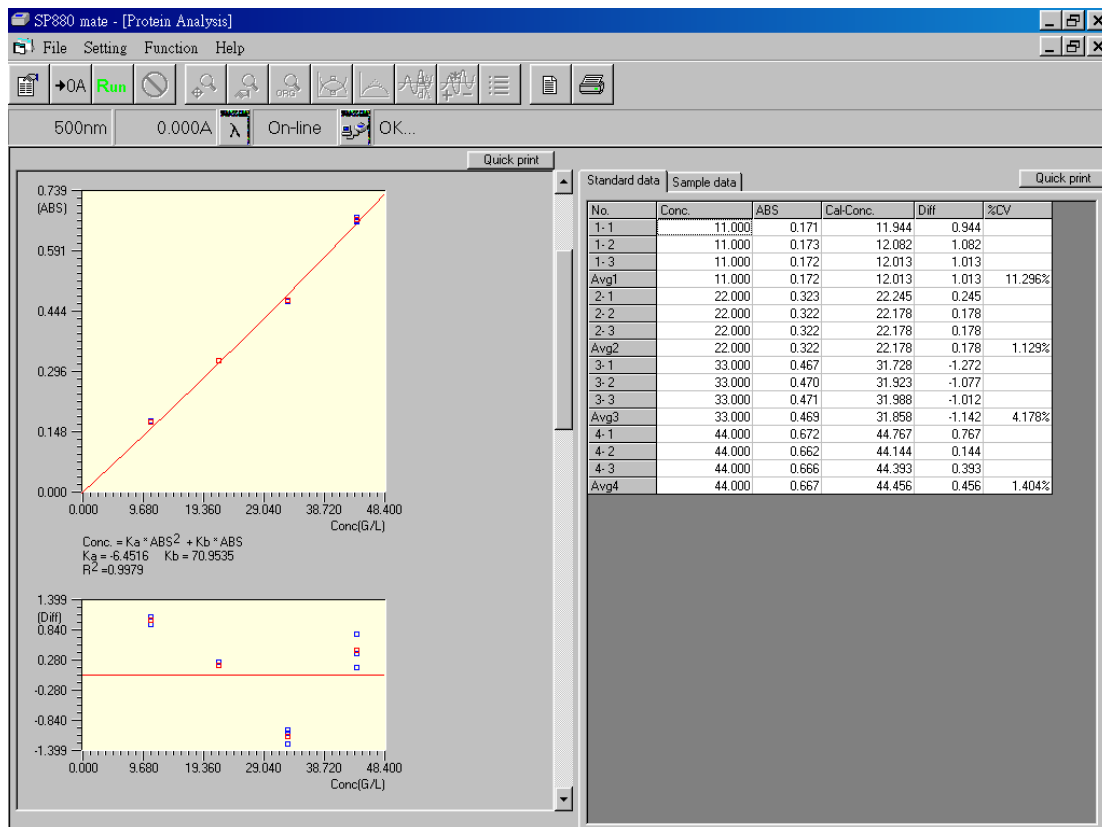 SP880 mate - [Protein Analysis]
File Setting Function Help
→0A Run ORG
500nm 0.000A λ On-line OK...
Quick print
0.739
(ABS)
0.591
0.444
0.296
0.148
0.000
0.000 9.680 19.360 29.040 38.720 48.400
Conc(G/L)
Conc. = Ka * ABS2 + Kb * ABS
Ka = -6.4516 Kb = 70.9535
R2 =0.9979
1.399
(Diff)
0.840
0.280
-0.280
-0.840
-1.399
0.000 9.680 19.360 29.040 38.720 48.400
Conc(G/L)
Standard data Sample data Quick print
No. Conc. ABS Cal-Conc. Diff %CV
1- 1 11.000 0.171 11.944 0.944
1- 2 11.000 0.173 12.082 1.082
1- 3 11.000 0.172 12.013 1.013
Avg1 11.000 0.172 12.013 1.013 11.296%
2- 1 22.000 0.323 22.245 0.245
2- 2 22.000 0.322 22.178 0.178
2- 3 22.000 0.322 22.178 0.178
Avg2 22.000 0.322 22.178 0.178 1.129%
3- 1 33.000 0.467 31.728 -1.272
3- 2 33.000 0.470 31.923 -1.077
3- 3 33.000 0.471 31.988 -1.012
Avg3 33.000 0.469 31.858 -1.142 4.178%
4- 1 44.000 0.672 44.767 0.767
4- 2 44.000 0.662 44.144 0.144
4- 3 44.000 0.666 44.393 0.393
Avg4 44.000 0.667 44.456 0.456 1.404%